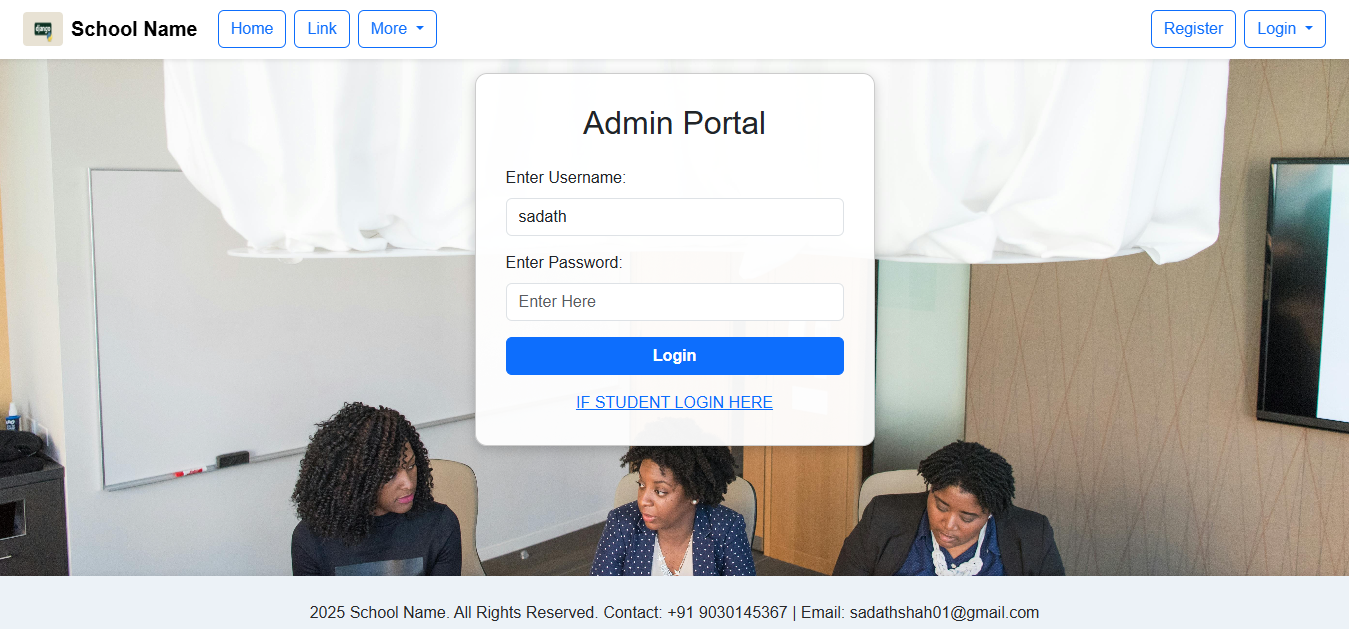 django
School Name
Home
Link
More
Register
Login
Admin Portal
Enter Username:
sadath
Enter Password:
Enter Here
Login
IF STUDENT LOGIN HERE
2025 School Name. All Rights Reserved. Contact: +91 9030145367 | Email: sadathshah01@gmail.com